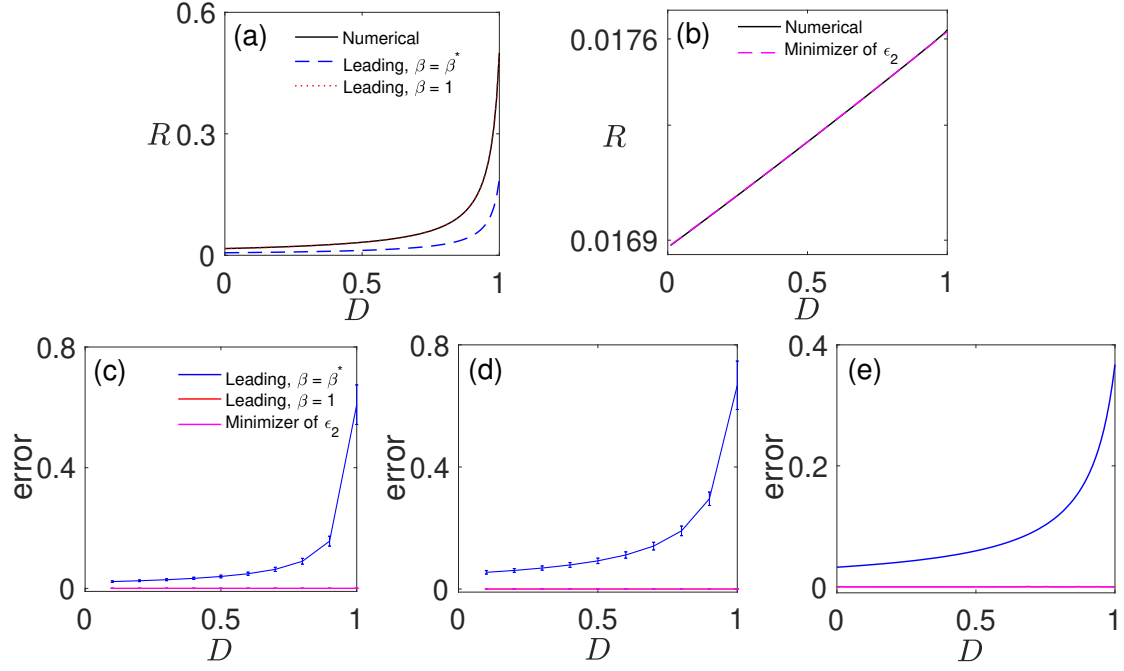 0.6
(a)
Numerical
Leading, β = β*
Leading, β = 1
R
0.3
0
0
0.5
1
D
0.0176
(b)
Numerical
Minimizer of ϵ₂
R
0.0169
0
0.5
1
D
0.8
(c)
Leading, β = β*
Leading, β = 1
Minimizer of ϵ₂
error
0.4
0
0.5
1
0
D
0.8
(d)
error
0.4
0
0
0.5
1
D
0.4
(e)
error
0.2
0
0
0.5
1
D